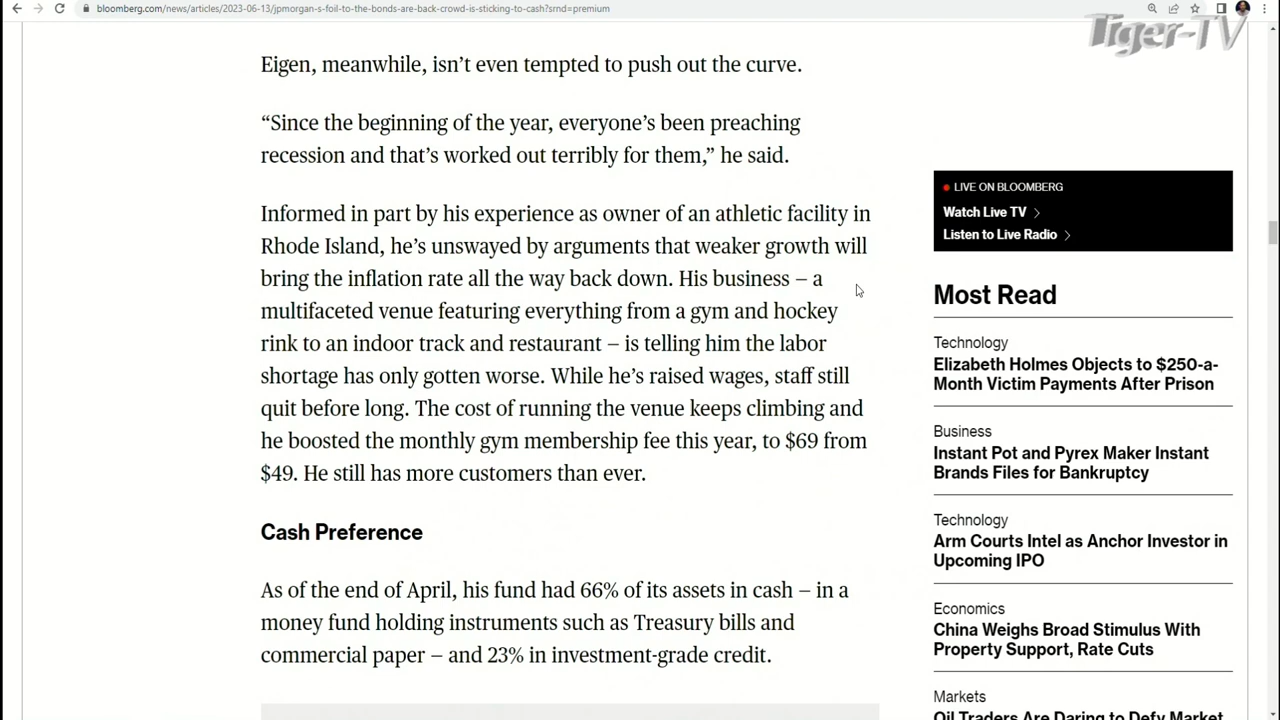 bloomberg.com/news/articles/2023-06-13/jpmorgan-s-foil-to-the-bonds-are-back-crowd-is-sticking-to-cash?srnd=premium
Tiger-TV
Eigen, meanwhile, isn’t even tempted to push out the curve.
“Since the beginning of the year, everyone’s been preaching
recession and that’s worked out terribly for them,” he said.
Informed in part by his experience as owner of an athletic facility in
Rhode Island, he’s unswayed by arguments that weaker growth will
bring the inflation rate all the way back down. His business – a
multifaceted venue featuring everything from a gym and hockey
rink to an indoor track and restaurant – is telling him the labor
shortage has only gotten worse. While he’s raised wages, staff still
quit before long. The cost of running the venue keeps climbing and
he boosted the monthly gym membership fee this year, to $69 from
$49. He still has more customers than ever.
Cash Preference
As of the end of April, his fund had 66% of its assets in cash – in a
money fund holding instruments such as Treasury bills and
commercial paper – and 23% in investment-grade credit.
LIVE ON BLOOMBERG
Watch Live TV
Listen to Live Radio
Most Read
Technology
Elizabeth Holmes Objects to $250-a-
Month Victim Payments After Prison
Business
Instant Pot and Pyrex Maker Instant
Brands Files for Bankruptcy
Technology
Arm Courts Intel as Anchor Investor in
Upcoming IPO
Economics
China Weighs Broad Stimulus With
Property Support, Rate Cuts
Markets
Oil Traders Are Daring to Defy Market